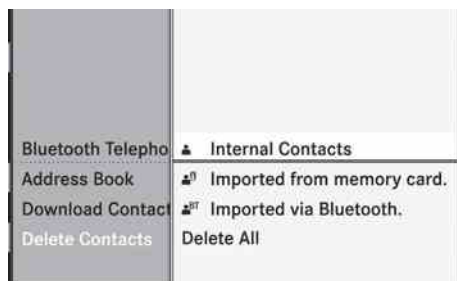 Bluetooth Telepho
Address Book
Download Contact
Delete Contacts
Internal Contacts
Imported from memory card.
BT Imported via Bluetooth.
Delete All